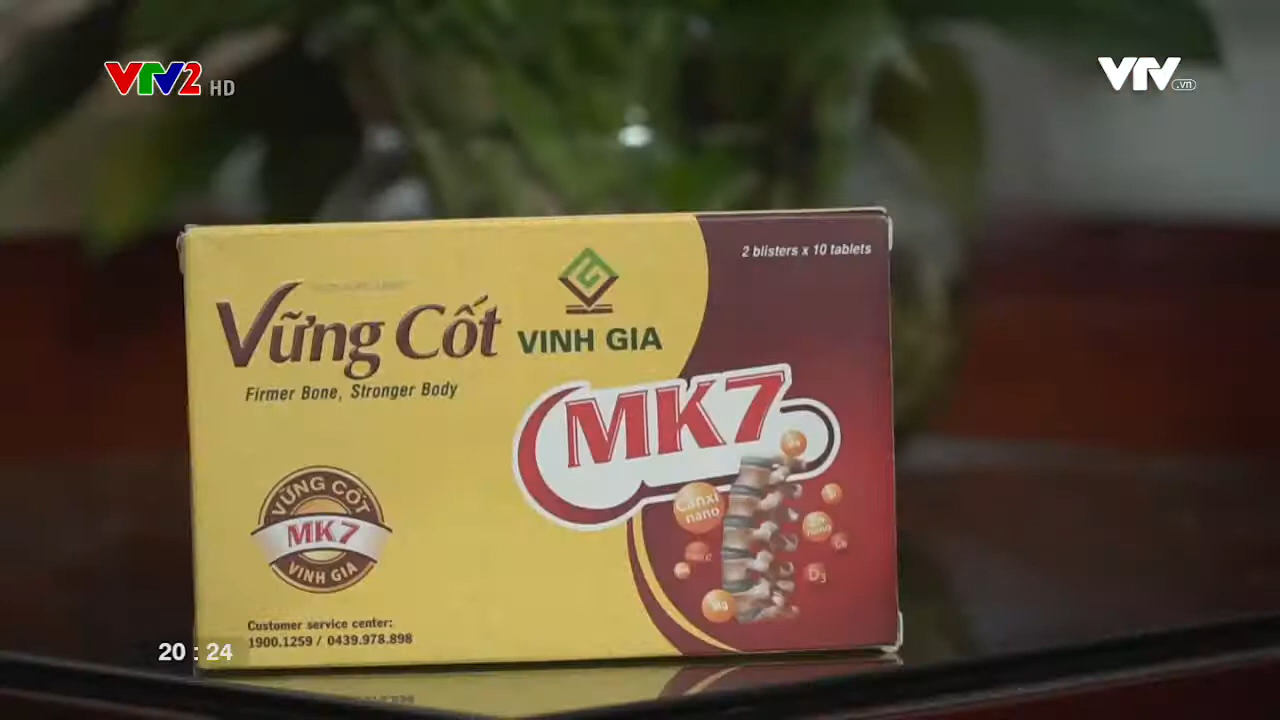 VTV2 HD
VTV.vn
2 blisters x 10 tablets
Vững Cốt
VINH GIA
Firmer Bone, Stronger Body
MK7
Canxi
nano
D3
Mg
VỮNG CỐT
MK7
VINH GIA
Customer service center:
1900.1259 / 0439.978.898
20 : 24